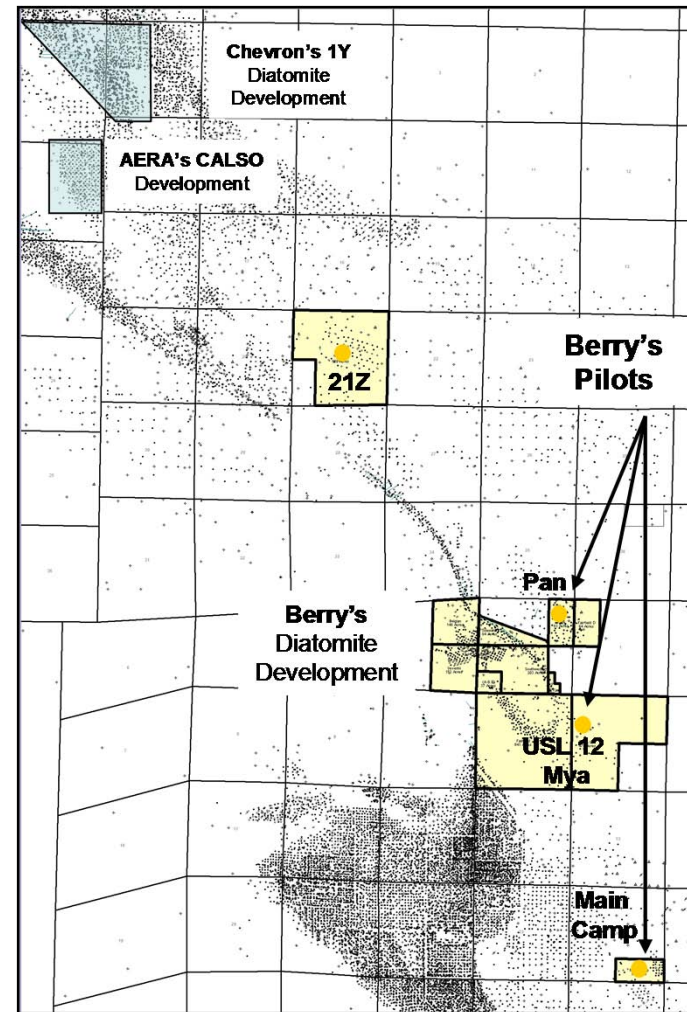 Chevron's 1Y
Diatomite
Development
AERA's CALSO
Development
21Z
Berry's
Pilots
Pan
Berry's
Diatomite
Development
USL 12
Mya
Main
Camp